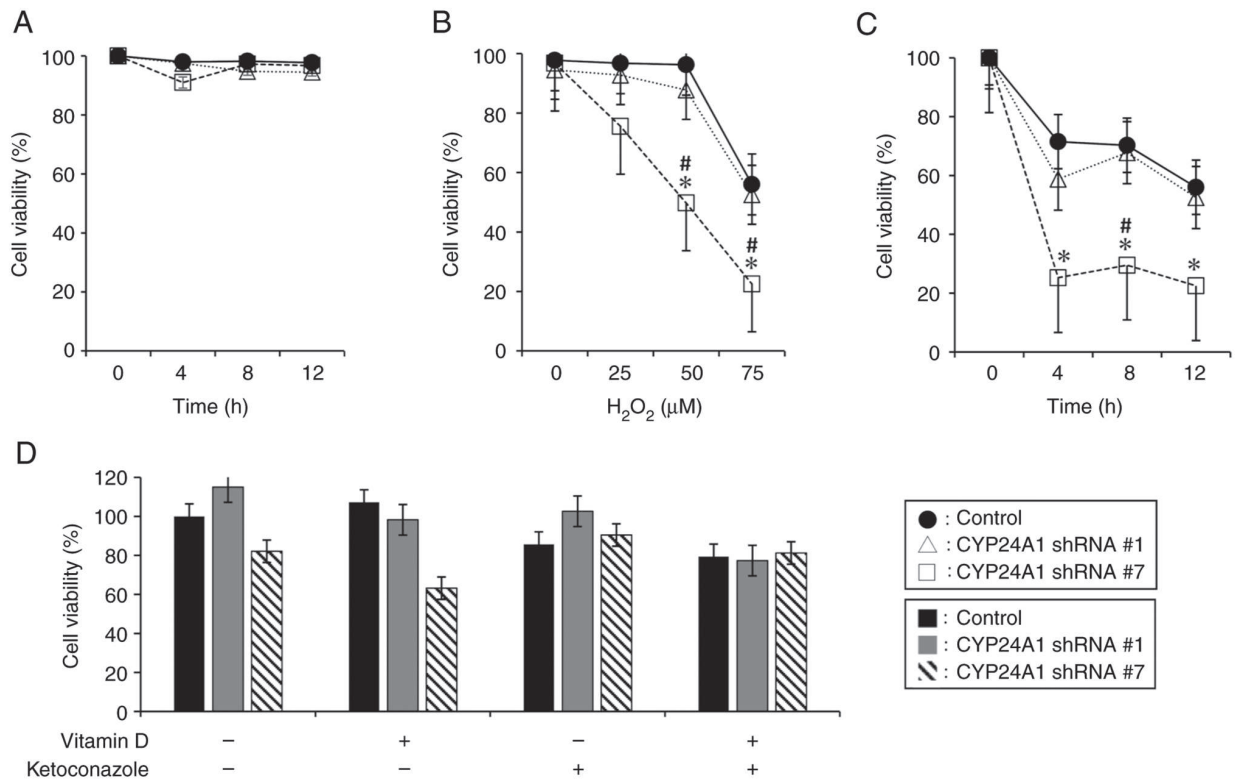 A
Cell viability (%)
100
80
60
40
20
0
0 4 8 12
Time (h)
B
Cell viability (%)
100
80
60
40
20
0
#
*
#
*
0 25 50 75
H₂O₂ (μM)
C
Cell viability (%)
100
80
60
40
20
0
*
#
*
*
0 4 8 12
Time (h)
D
Cell viability (%)
120
100
80
60
40
20
0
Vitamin D − + − +
Ketoconazole − − + +
: Control
: CYP24A1 shRNA #1
: CYP24A1 shRNA #7
: Control
: CYP24A1 shRNA #1
: CYP24A1 shRNA #7